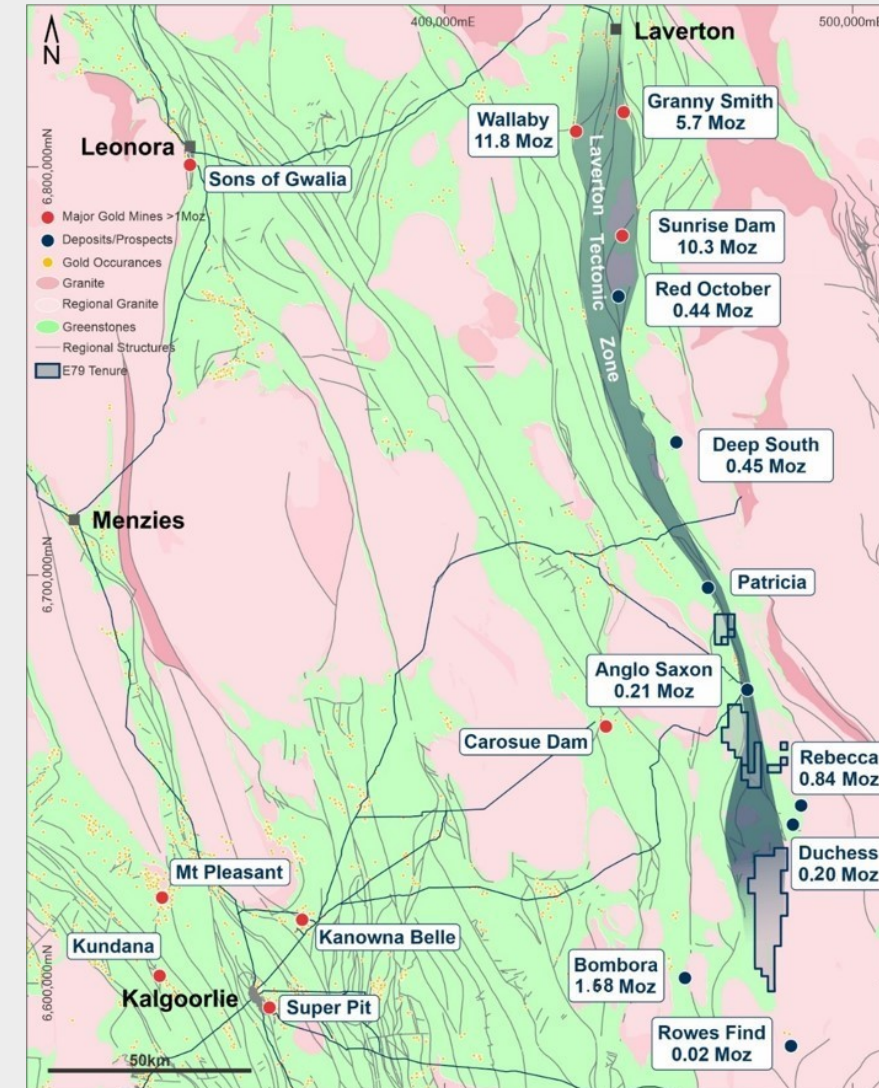 N
400,000mE
500,000mE
Laverton
Granny Smith
5.7 Moz
Wallaby
11.8 Moz
Leonora
6,800,000mN
Sons of Gwalia
Laverton Tectonic Zone
Major Gold Mines >1Moz
Deposits/Prospects
Gold Occurances
Granite
Regional Granite
Greenstones
Regional Structures
E79 Tenure
Sunrise Dam
10.3 Moz
Red October
0.44 Moz
Deep South
0.45 Moz
Menzies
6,700,000mN
Patricia
Anglo Saxon
0.21 Moz
Carosue Dam
Rebecca
0.84 Moz
Duchess
0.20 Moz
Mt Pleasant
Kanowna Belle
Kundana
6,600,000mN
Kalgoorlie
Super Pit
Bombora
1.68 Moz
Rowes Find
0.02 Moz
50km